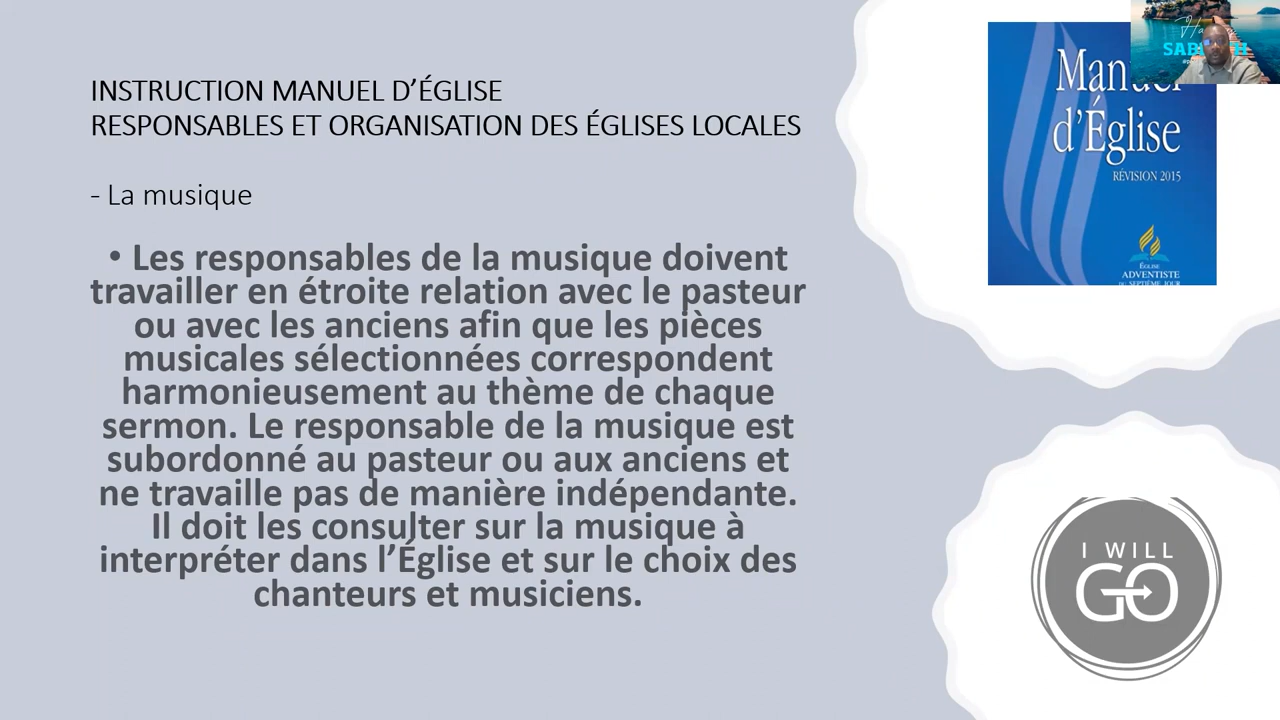 INSTRUCTION MANUEL D’ÉGLISE
RESPONSABLES ET ORGANISATION DES ÉGLISES LOCALES
- La musique
• Les responsables de la musique doivent
travailler en étroite relation avec le pasteur
ou avec les anciens afin que les pièces
musicales sélectionnées correspondent
harmonieusement au thème de chaque
sermon. Le responsable de la musique est
subordonné au pasteur ou aux anciens et
ne travaille pas de manière indépendante.
Il doit les consulter sur la musique à
interpréter dans l’Église et sur le choix des
chanteurs et musiciens.
Manuel
d’Église
RÉVISION 2015
ÉGLISE
ADVENTISTE
DU SEPTIÈME JOUR
I WILL
GO